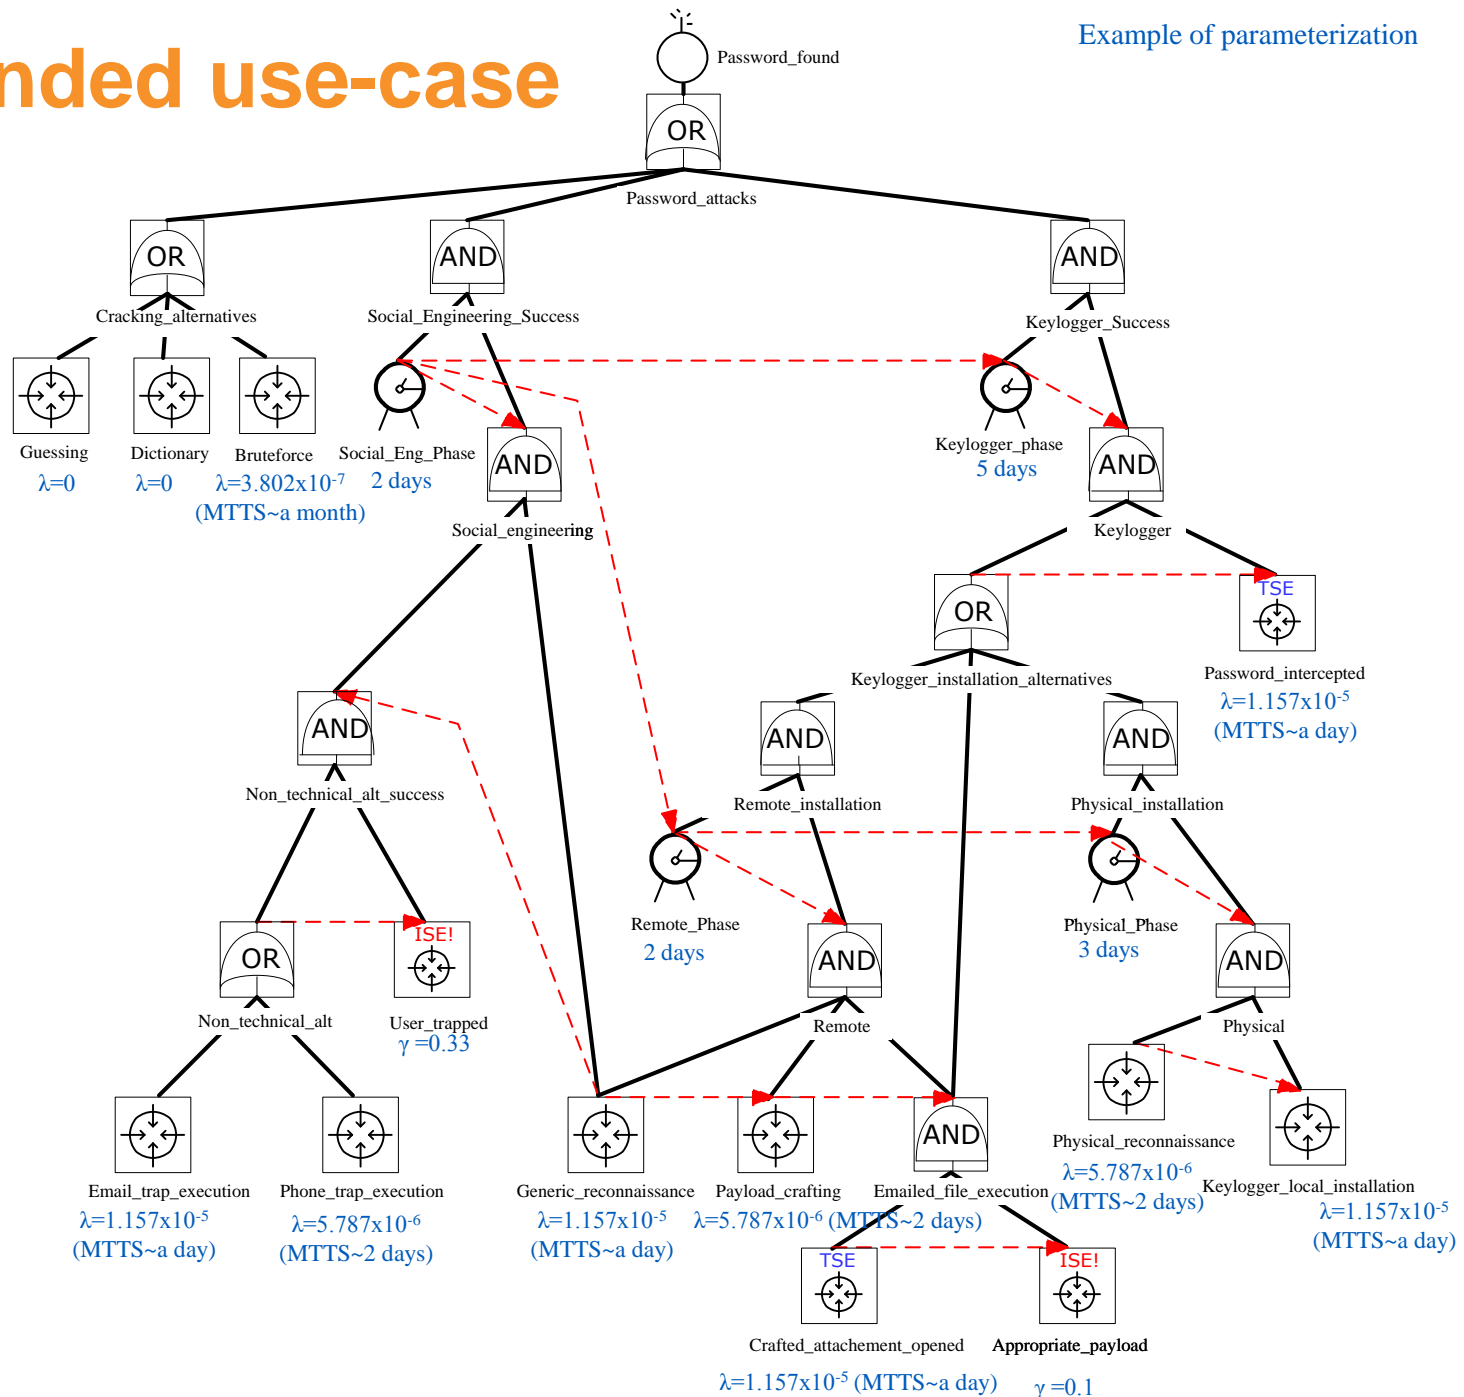 Example of parameterization
nded use-case
Password_found
OR
Password_attacks
OR
AND
AND
Cracking_alternatives
Social_Engineering_Success
Keylogger_Success
Guessing
Dictionary
Bruteforce
Social_Eng_Phase
Keylogger_phase
λ=0
λ=0
λ=3.802x10-7
(MTTS~a month)
2 days
5 days
AND
AND
Social_engineering
Keylogger
OR
TSE
Keylogger_installation_alternatives
Password_intercepted
λ=1.157x10-5
(MTTS~a day)
AND
AND
AND
Non_technical_alt_success
Remote_installation
Physical_installation
Remote_Phase
2 days
Physical_Phase
3 days
OR
ISE!
AND
AND
Non_technical_alt
User_trapped
γ =0.33
Remote
Physical
AND
Email_trap_execution
λ=1.157x10-5
(MTTS~a day)
Phone_trap_execution
λ=5.787x10-6
(MTTS~2 days)
Generic_reconnaissance
λ=1.157x10-5
(MTTS~a day)
Payload_crafting
λ=5.787x10-6 (MTTS~2 days)
Emailed_file_execution
Physical_reconnaissance
λ=5.787x10-6
(MTTS~2 days)
Keylogger_local_installation
λ=1.157x10-5
(MTTS~a day)
TSE
ISE!
Crafted_attachement_opened
Appropriate_payload
λ=1.157x10-5 (MTTS~a day)
γ =0.1